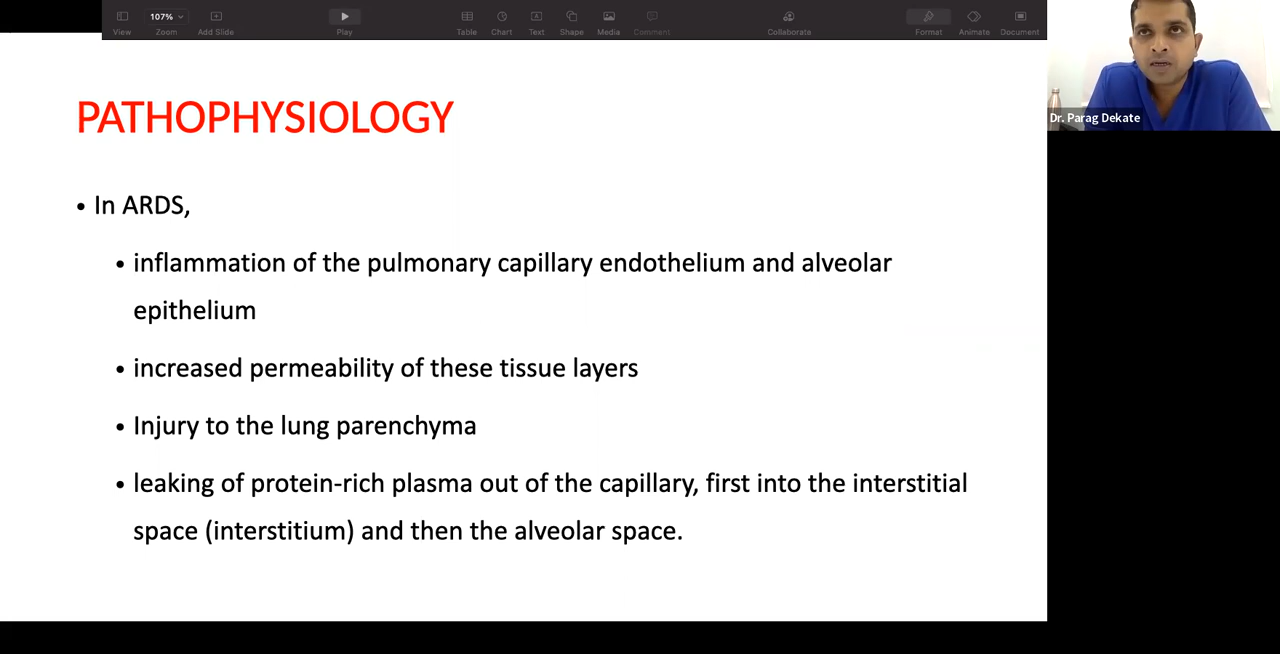 107%
View
Zoom
Add Slide
Play
Table
Chart
Text
Shape
Media
Comment
Collaborate
Format
Animate
Document
Dr. Parag Dekate
PATHOPHYSIOLOGY
• In ARDS,
• inflammation of the pulmonary capillary endothelium and alveolar
epithelium
• increased permeability of these tissue layers
• Injury to the lung parenchyma
• leaking of protein-rich plasma out of the capillary, first into the interstitial
space (interstitium) and then the alveolar space.